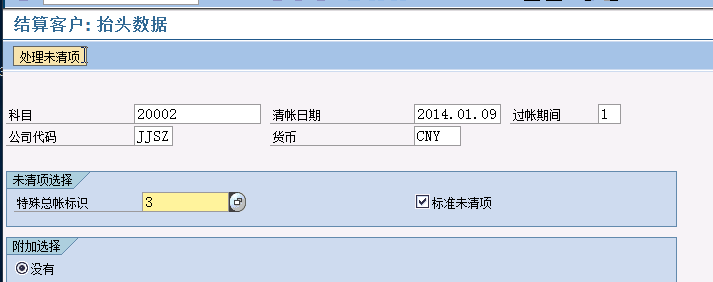 结算客户: 抬头数据
处理未清项
科目 20002 清帐日期 2014.01.09 过帐期间 1
公司代码 JJSZ 货币 CNY
未清项选择
特殊总帐标识 3 标准未清项
附加选择
没有